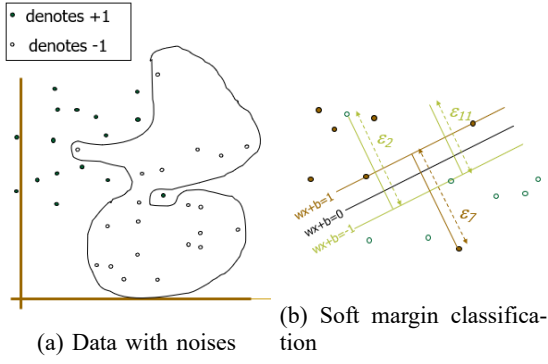 denotes +1
denotes -1
(a) Data with noises
ε2
ε11
wx+b=1
wx+b=0
wx+b=-1
ε7
(b) Soft margin classifica-
tion